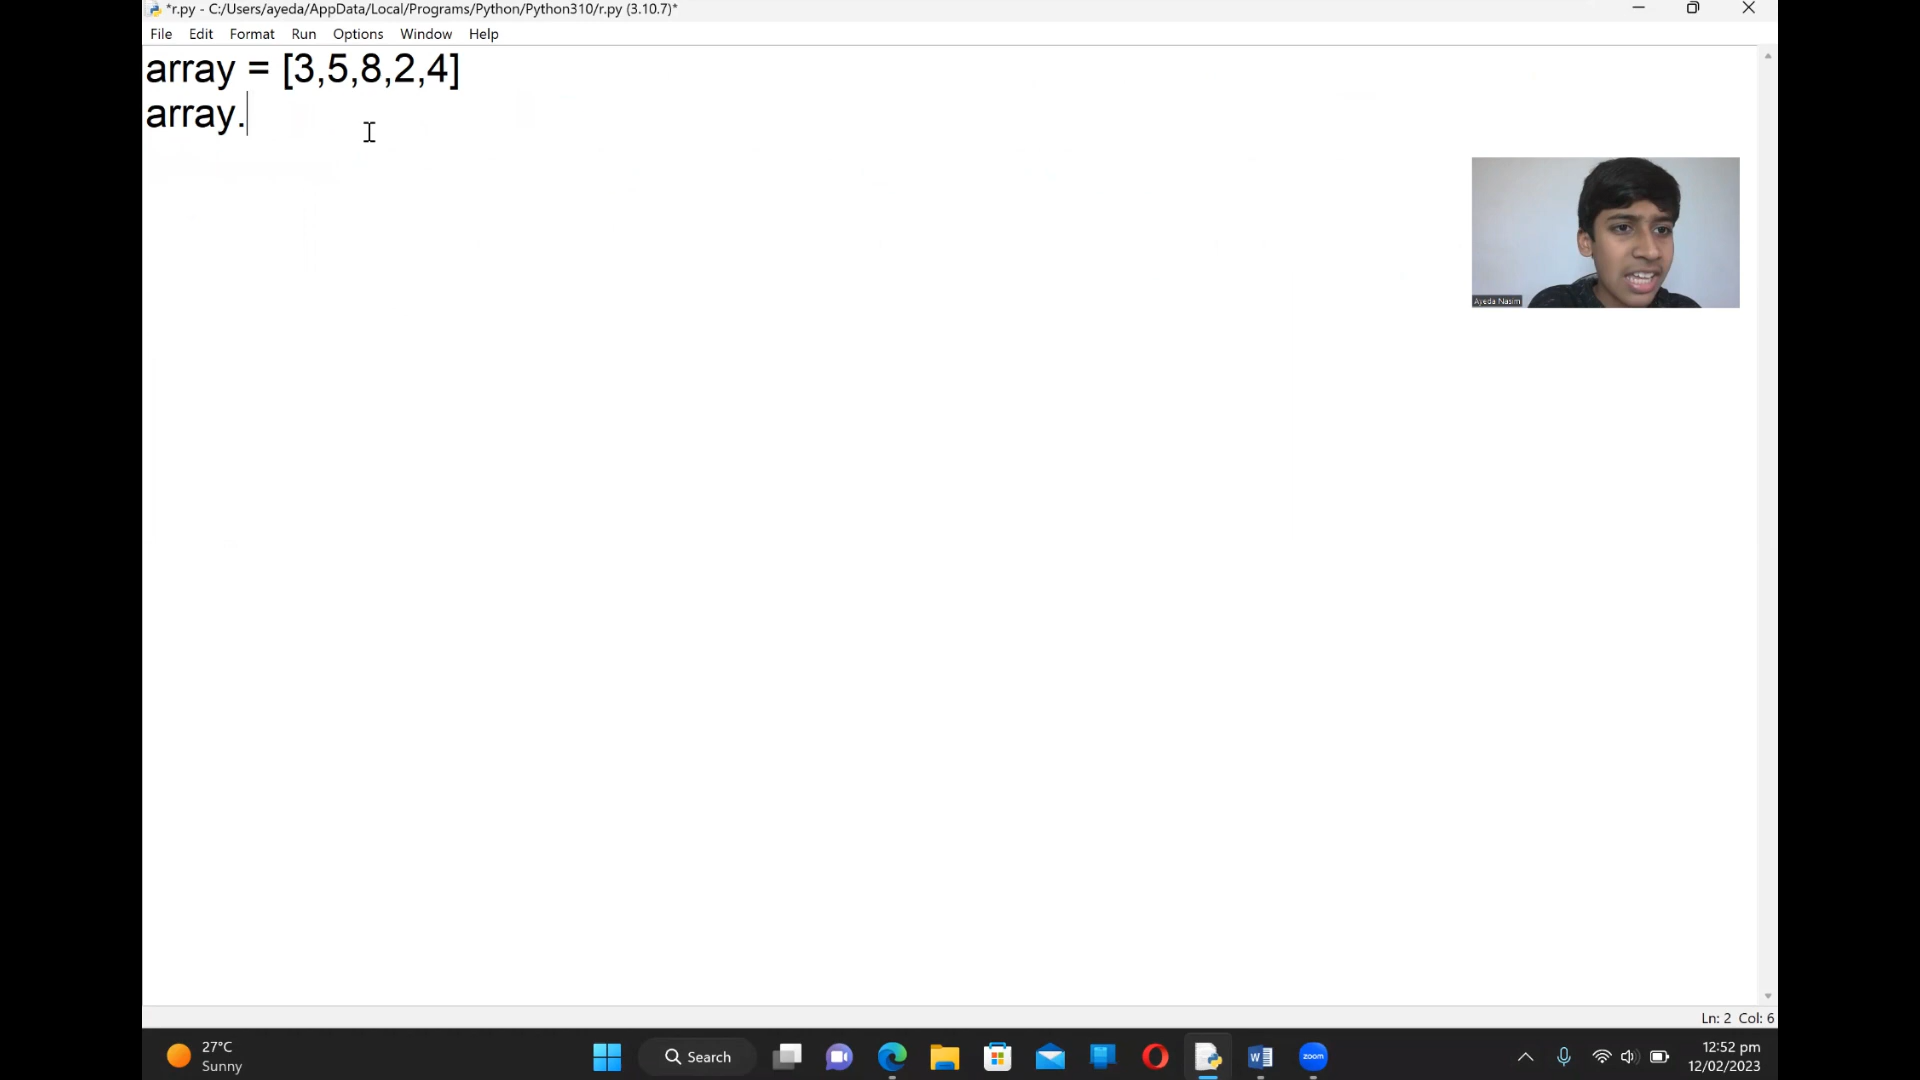 *r.py - C:/Users/ayeda/AppData/Local/Programs/Python/Python310/r.py (3.10.7)*
File Edit Format Run Options Window Help
array = [3,5,8,2,4]
array.
Ayeda Nasim
Ln: 2 Col: 6
27°C
Sunny
Search
zoom
12:52 pm
12/02/2023